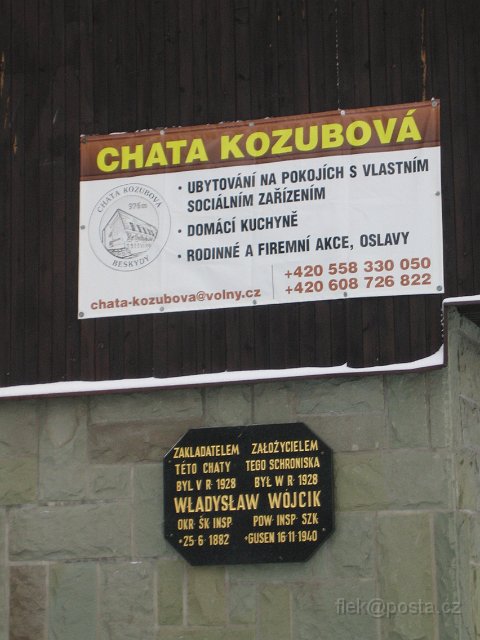 CHATA KOZUBOVÁ
CHATA KOZUBOVÁ
976m
BESKYDY
• UBYTOVÁNÍ NA POKOJÍCH S VLASTNÍM
SOCIÁLNÍM ZAŘÍZENÍM
• DOMÁCÍ KUCHYNĚ
• RODINNÉ A FIREMNÍ AKCE, OSLAVY
chata-kozubova@volny.cz
+420 558 330 050
+420 608 726 822
ZAKLADATELEM ZAŁOŻYCIELEM
TÉTO CHATY TEGO SCHRONISKA
BYL V R·1928 BYŁ W R·1928
WŁADYSŁAW WÓJCIK
OKR·ŠK·INSP· POW·INSP·SZK·
*25·6·1882 +GUSEN 16·11·1940
flek@posta.cz